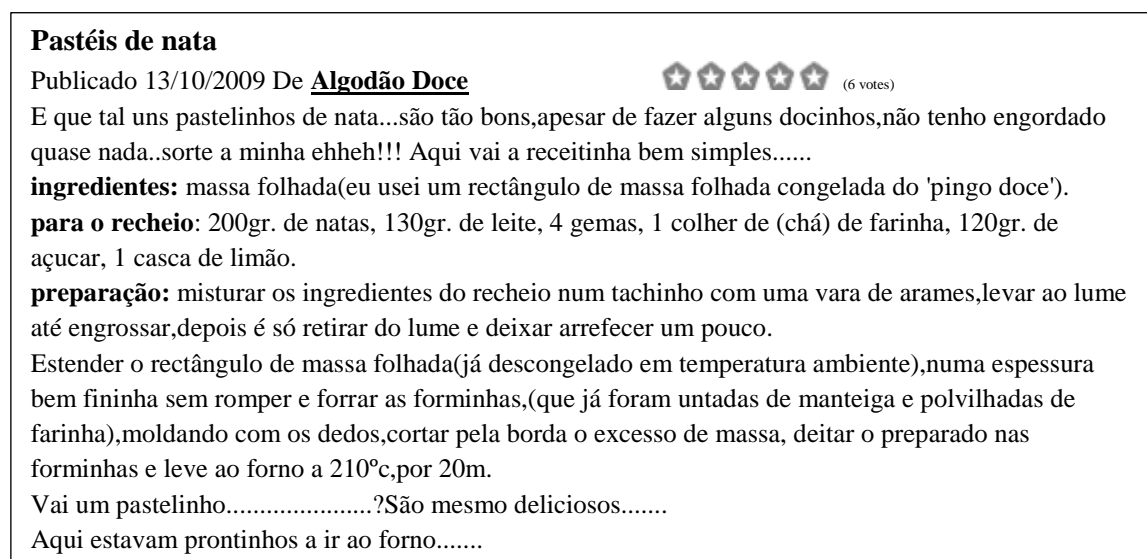 Pastéis de nata
Publicado 13/10/2009 De Algodão Doce (6 votes)
E que tal uns pastelinhos de nata...são tão bons,apesar de fazer alguns docinhos,não tenho engordado
quase nada..sorte a minha ehheh!!! Aqui vai a receitinha bem simples......
ingredientes: massa folhada(eu usei um rectângulo de massa folhada congelada do 'pingo doce').
para o recheio: 200gr. de natas, 130gr. de leite, 4 gemas, 1 colher de (chá) de farinha, 120gr. de
açucar, 1 casca de limão.
preparação: misturar os ingredientes do recheio num tachinho com uma vara de arames,levar ao lume
até engrossar,depois é só retirar do lume e deixar arrefecer um pouco.
Estender o rectângulo de massa folhada(já descongelado em temperatura ambiente),numa espessura
bem fininha sem romper e forrar as forminhas,(que já foram untadas de manteiga e polvilhadas de
farinha),moldando com os dedos,cortar pela borda o excesso de massa, deitar o preparado nas
forminhas e leve ao forno a 210ºc,por 20m.
Vai um pastelinho.....................?São mesmo deliciosos.......
Aqui estavam prontinhos a ir ao forno.......